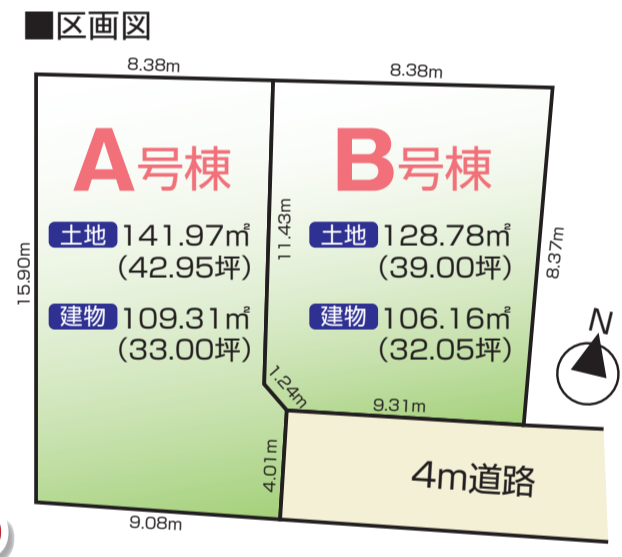 ■区画図
8.38m
8.38m
A号棟
土地 141.97㎡
(42.95坪)
建物 109.31㎡
(33.00坪)
B号棟
土地 128.78㎡
(39.00坪)
建物 106.16㎡
(32.05坪)
15.90m
11.43m
8.37m
N
1.24m
9.31m
4.01m
4m道路
9.08m